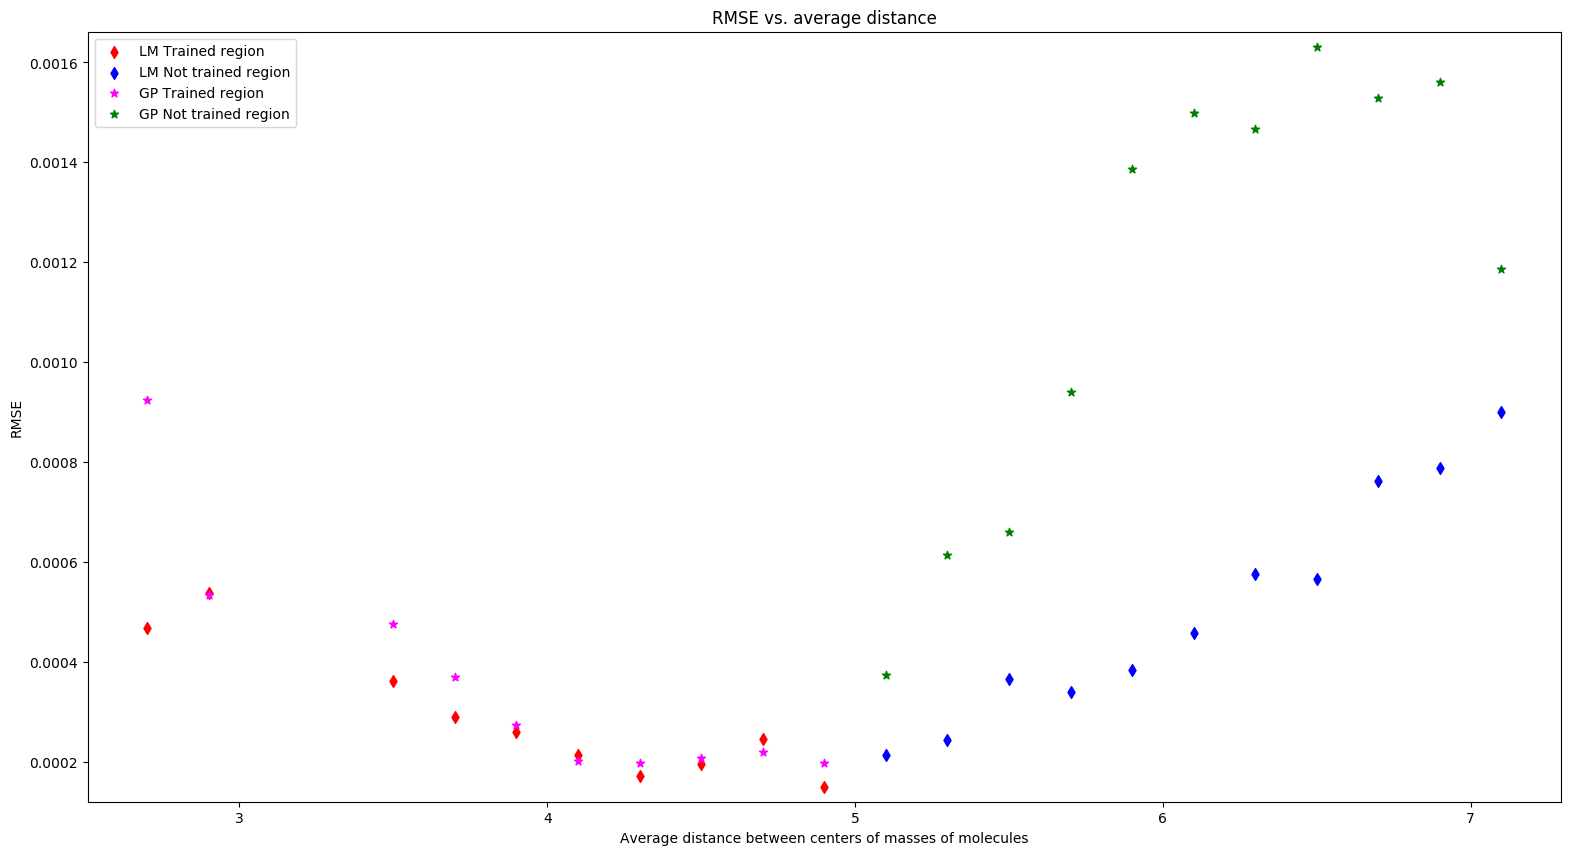 RMSE vs. average distance
LM Trained region
LM Not trained region
GP Trained region
GP Not trained region
0.0016
0.0014
0.0012
0.0010
0.0008
0.0006
0.0004
0.0002
RMSE
3 4 5 6 7
Average distance between centers of masses of molecules